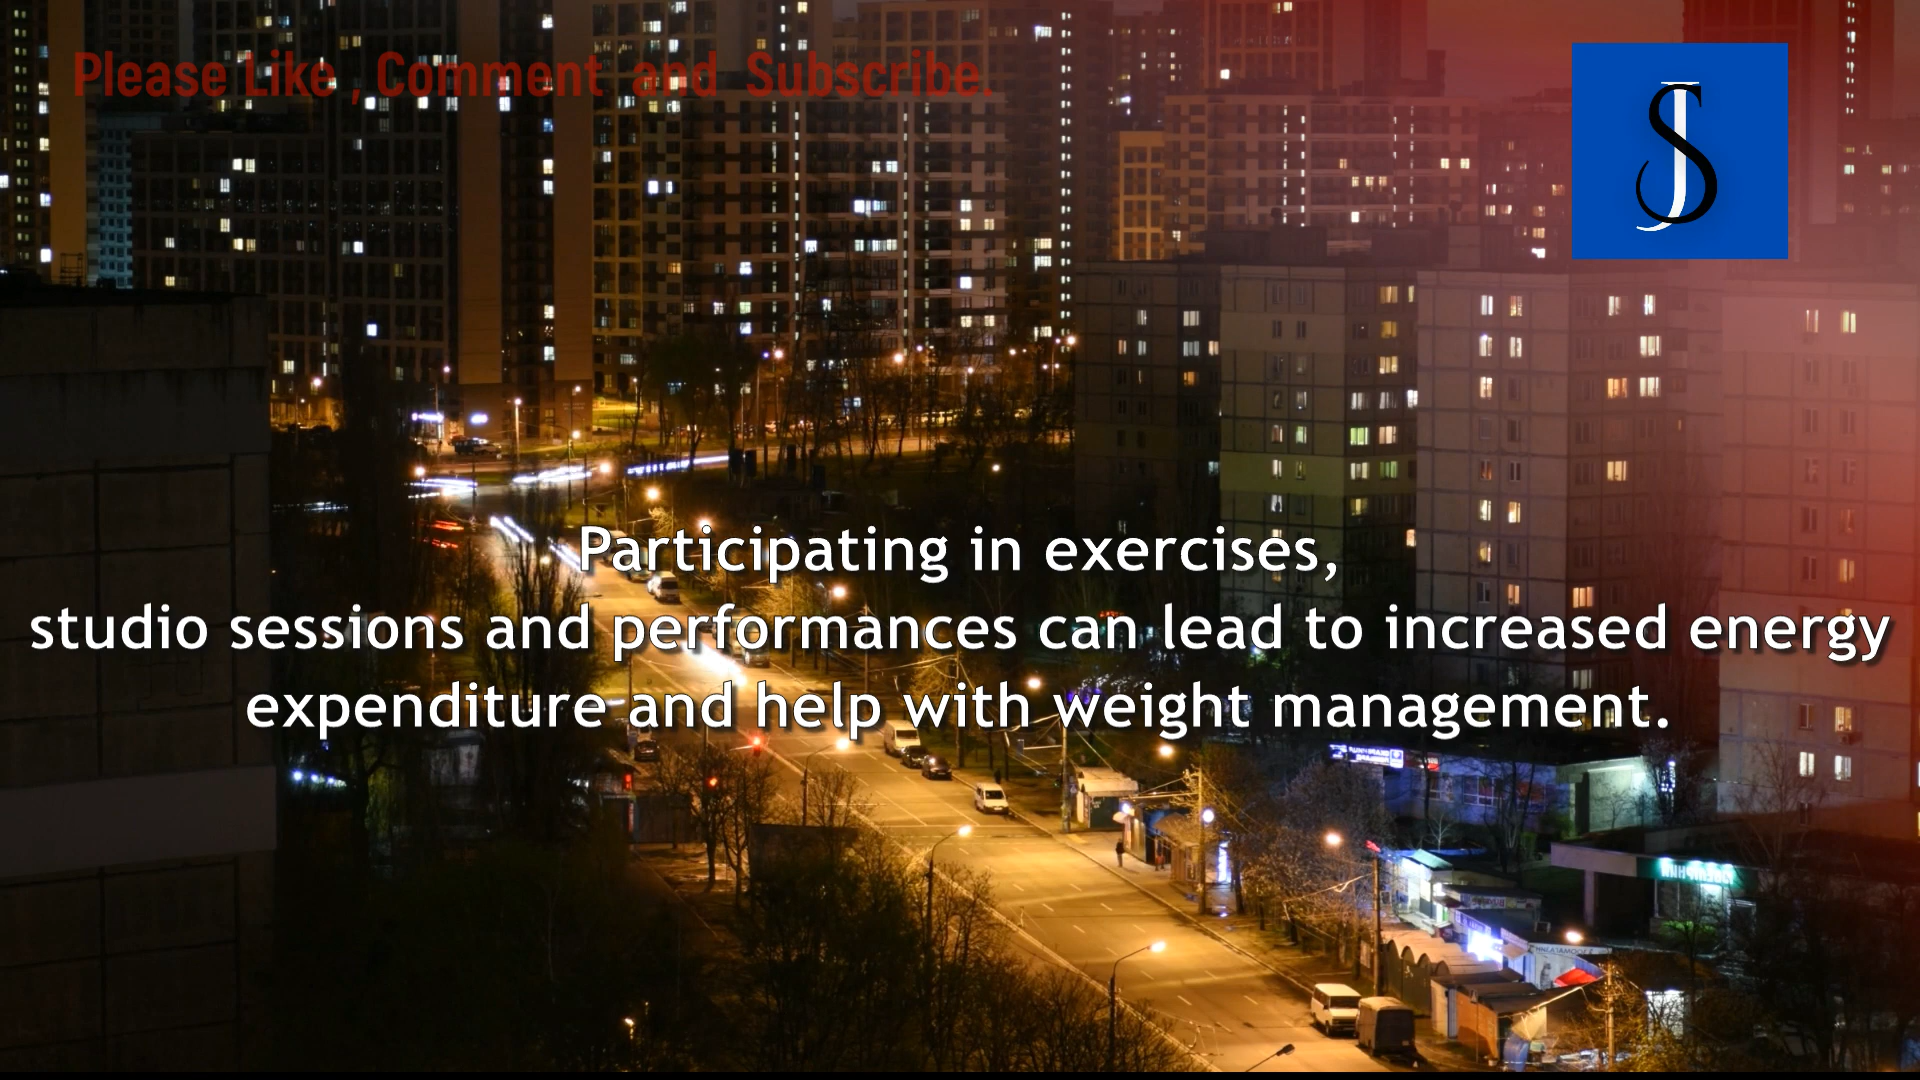 Please Like , Comment and Subscribe.
JS
Participating in exercises,
studio sessions and performances can lead to increased energy
expenditure and help with weight management.